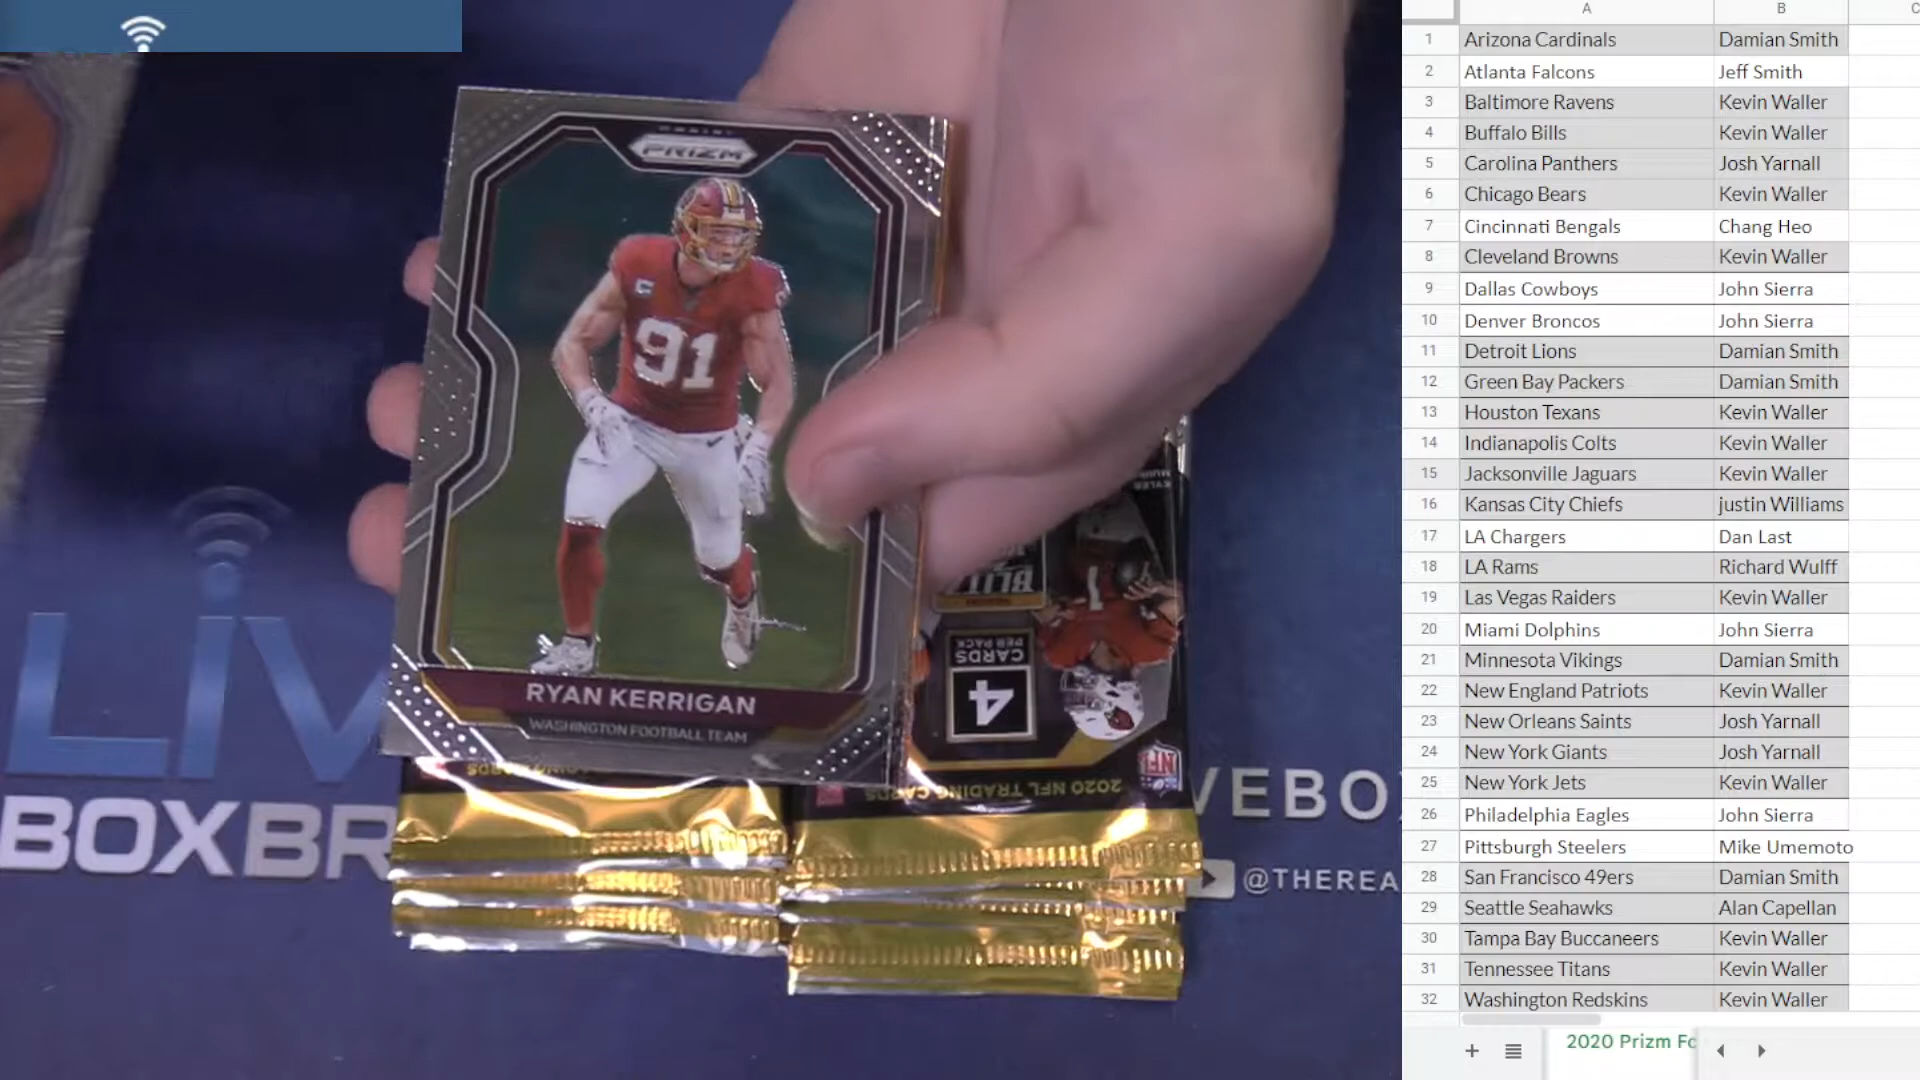 PANINI
PRIZM
91
C
RYAN KERRIGAN
WASHINGTON FOOTBALL TEAM
BLITZ
CARDS
PER PACK
4
NFL
2020 NFL TRADING CARDS
LiV
BOXBR
VEBO
@THEREA
A B C
1 Arizona Cardinals Damian Smith
2 Atlanta Falcons Jeff Smith
3 Baltimore Ravens Kevin Waller
4 Buffalo Bills Kevin Waller
5 Carolina Panthers Josh Yarnall
6 Chicago Bears Kevin Waller
7 Cincinnati Bengals Chang Heo
8 Cleveland Browns Kevin Waller
9 Dallas Cowboys John Sierra
10 Denver Broncos John Sierra
11 Detroit Lions Damian Smith
12 Green Bay Packers Damian Smith
13 Houston Texans Kevin Waller
14 Indianapolis Colts Kevin Waller
15 Jacksonville Jaguars Kevin Waller
16 Kansas City Chiefs justin Williams
17 LA Chargers Dan Last
18 LA Rams Richard Wulff
19 Las Vegas Raiders Kevin Waller
20 Miami Dolphins John Sierra
21 Minnesota Vikings Damian Smith
22 New England Patriots Kevin Waller
23 New Orleans Saints Josh Yarnall
24 New York Giants Josh Yarnall
25 New York Jets Kevin Waller
26 Philadelphia Eagles John Sierra
27 Pittsburgh Steelers Mike Umemoto
28 San Francisco 49ers Damian Smith
29 Seattle Seahawks Alan Capellan
30 Tampa Bay Buccaneers Kevin Waller
31 Tennessee Titans Kevin Waller
32 Washington Redskins Kevin Waller
2020 Prizm Fo